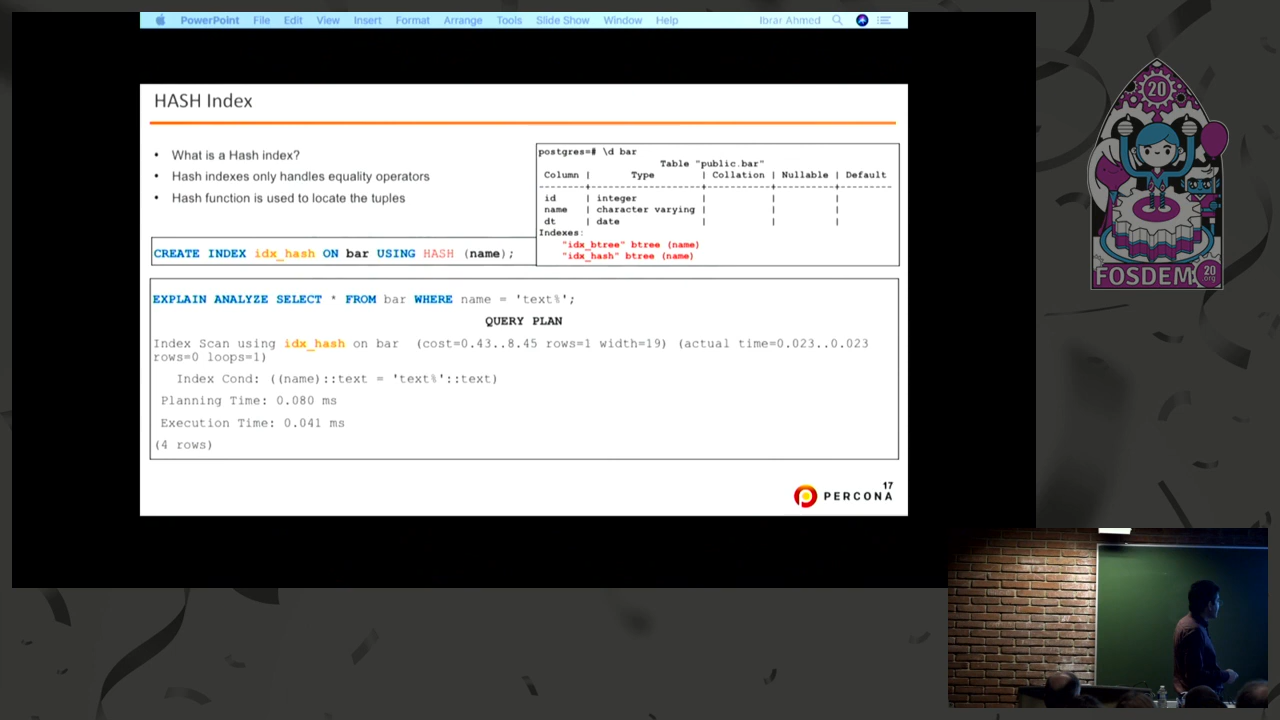 PowerPoint File Edit View Insert Format Arrange Tools Slide Show Window Help Ibrar Ahmed
HASH Index
• What is a Hash index?
• Hash indexes only handles equality operators
• Hash function is used to locate the tuples
postgres=# \d bar
Table "public.bar"
Column | Type | Collation | Nullable | Default
--------+-------------------+-----------+----------+---------
id | integer | | |
name | character varying | | |
dt | date | | |
Indexes:
"idx_btree" btree (name)
"idx_hash" btree (name)
CREATE INDEX idx_hash ON bar USING HASH (name);
EXPLAIN ANALYZE SELECT * FROM bar WHERE name = 'text%';
QUERY PLAN
Index Scan using idx_hash on bar (cost=0.43..8.45 rows=1 width=19) (actual time=0.023..0.023
rows=0 loops=1)
Index Cond: ((name)::text = 'text%'::text)
Planning Time: 0.080 ms
Execution Time: 0.041 ms
(4 rows)
17
PERCONA
20
FOSDEM 20
.org